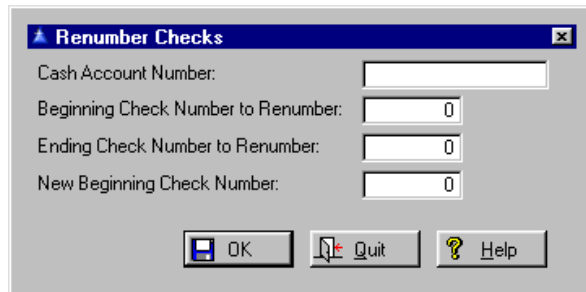 Renumber Checks
Cash Account Number:
Beginning Check Number to Renumber: 0
Ending Check Number to Renumber: 0
New Beginning Check Number: 0
OK Quit Help